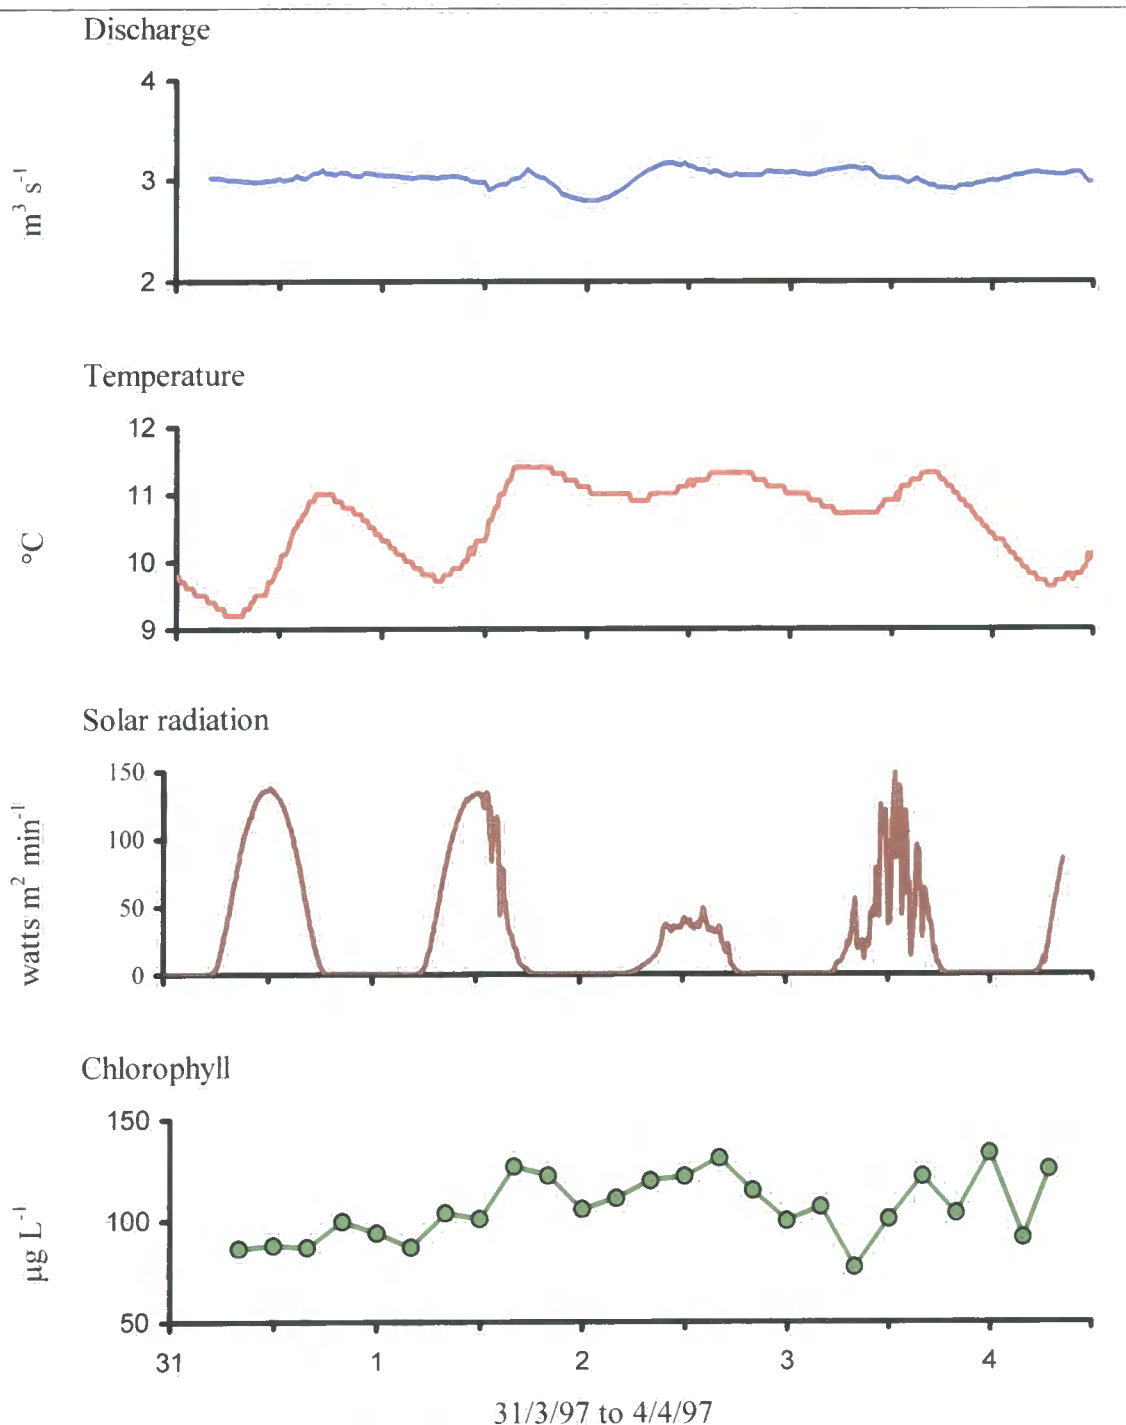 Discharge
4
3
2
m³ s⁻¹
Temperature
12
11
10
9
°C
Solar radiation
150
100
50
0
watts m² min⁻¹
Chlorophyll
150
100
50
µg L⁻¹
31 1 2 3 4
31/3/97 to 4/4/97